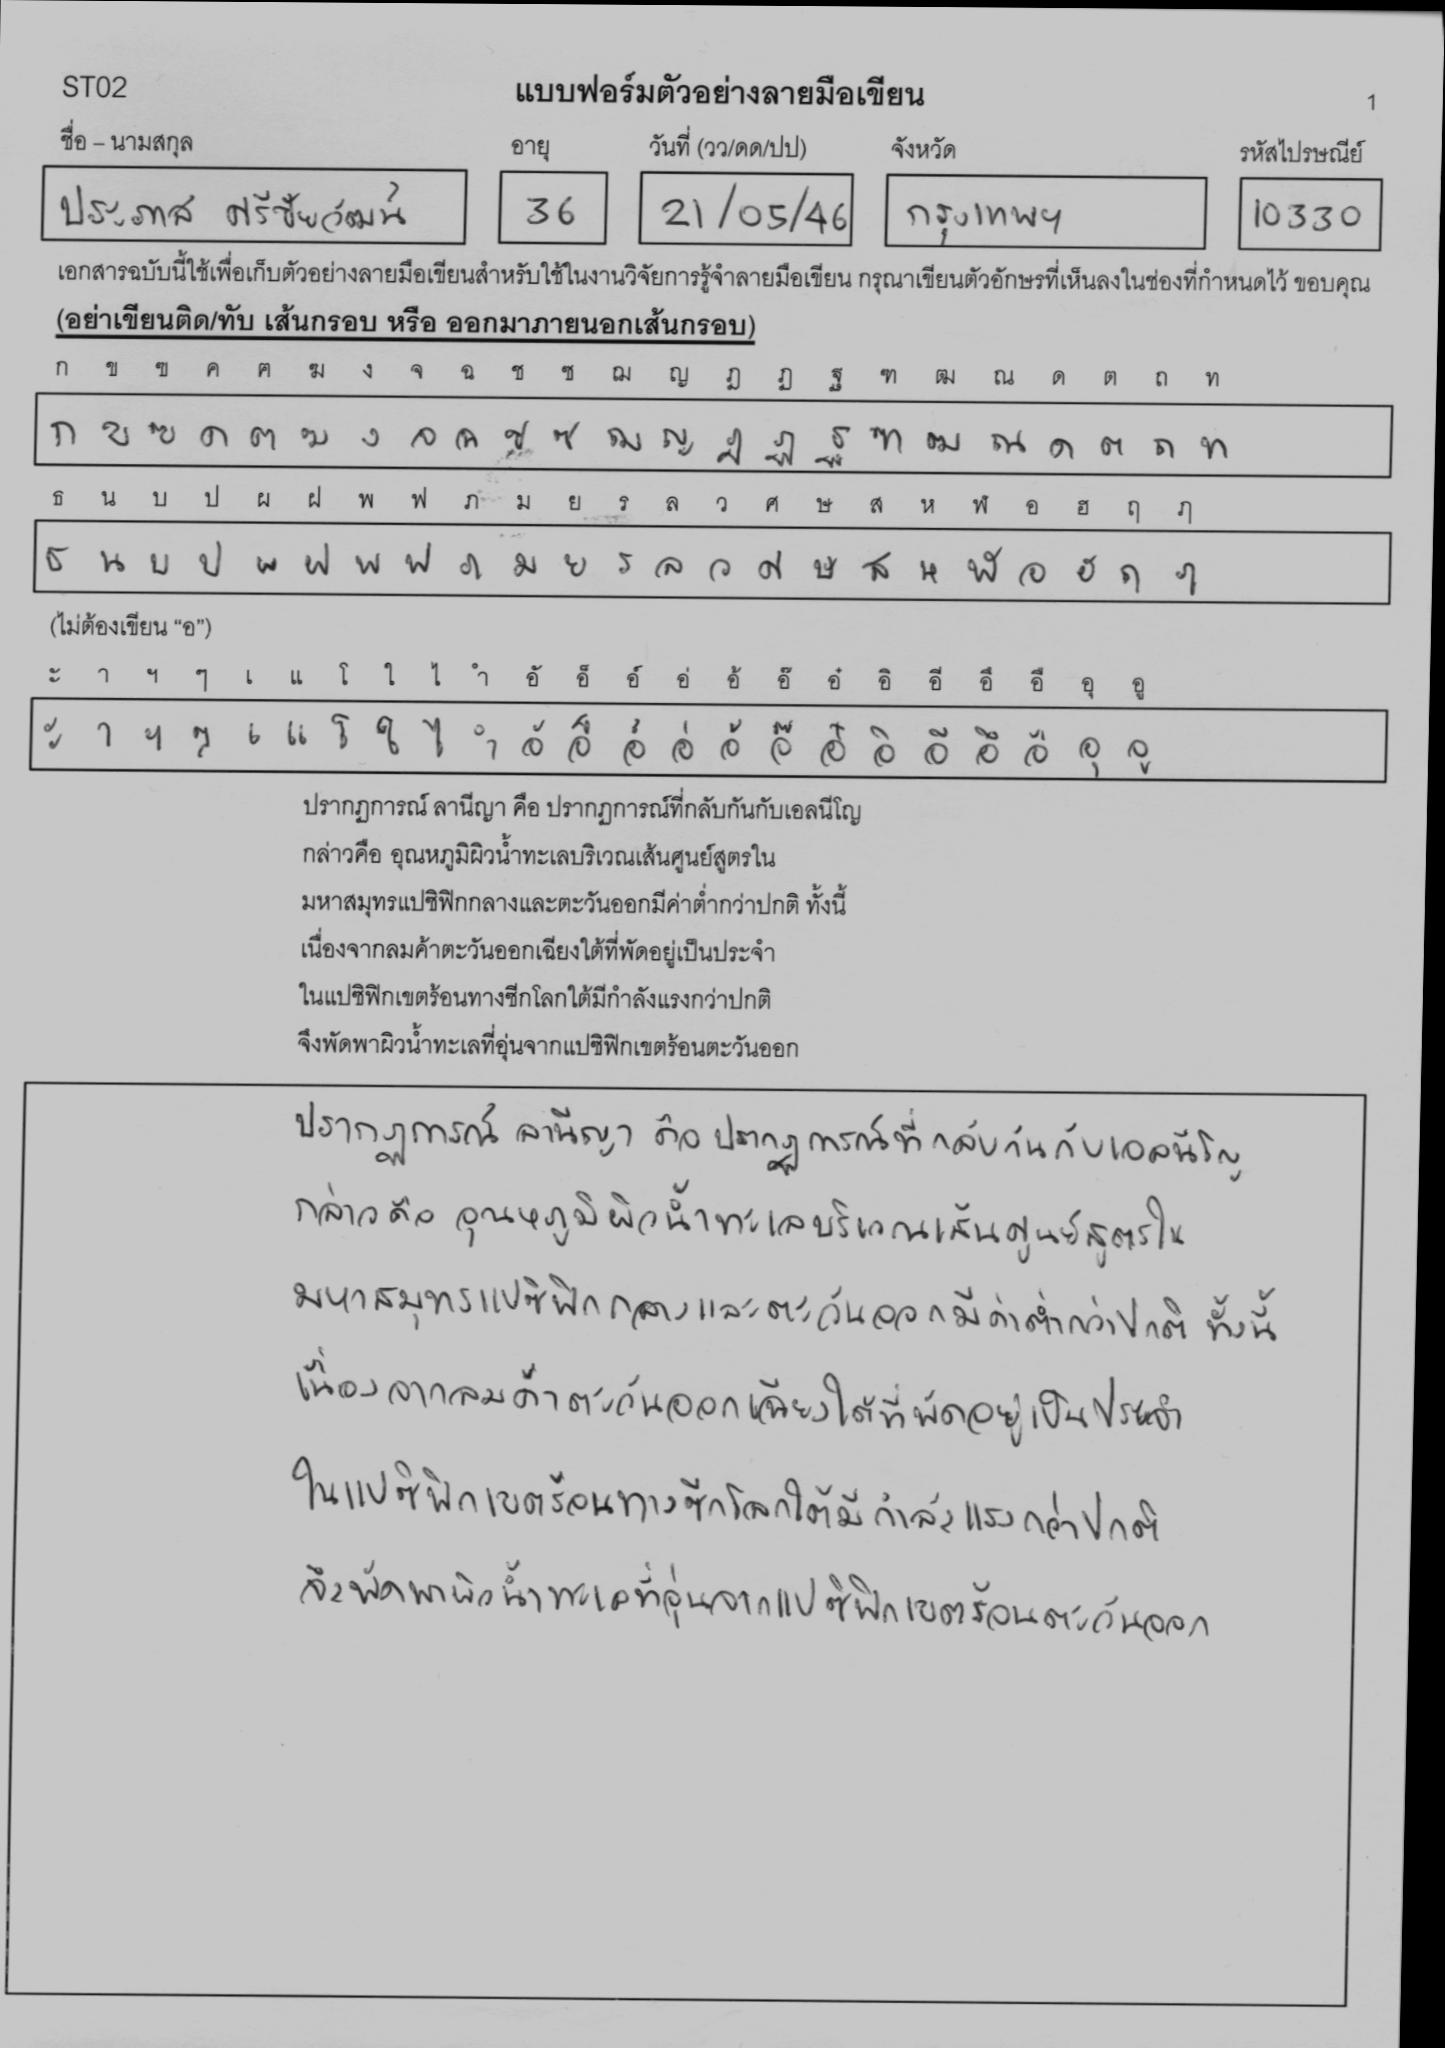 ST02
แบบฟอร์มตัวอย่างลายมือเขียน
1
ชื่อ – นามสกุล อายุ วันที่ (วว/ดด/ปป) จังหวัด รหัสไปรษณีย์
ประภาส ศรีชัยวัฒน์ 36 21/05/46 กรุงเทพฯ 10330
เอกสารฉบับนี้ใช้เพื่อเก็บตัวอย่างลายมือเขียนสำหรับใช้ในงานวิจัยการรู้จำลายมือเขียน กรุณาเขียนตัวอักษรที่เห็นลงในช่องที่กำหนดไว้ ขอบคุณ
(อย่าเขียนติด/ทับ เส้นกรอบ หรือ ออกมาภายนอกเส้นกรอบ)
ก ข ฃ ค ฅ ฆ ง จ ฉ ช ซ ฌ ญ ฎ ฏ ฐ ฑ ฒ ณ ด ต ถ ท
ก ข ฃ ค ฅ ฆ ง จ ฉ ช ซ ฌ ญ ฎ ฏ ฐ ฑ ฒ ณ ด ต ถ ท
ธ น บ ป ผ ฝ พ ฟ ภ ม ย ร ล ว ศ ษ ส ห ฬ อ ฮ ฤ ฦ
ธ น บ ป ผ ฝ พ ฟ ภ ม ย ร ล ว ศ ษ ส ห ฬ อ ฮ ฤ ฦ
(ไม่ต้องเขียน “อ”)
ะ า ฯ ๆ เ แ โ ใ ไ ำ อั อ็ อ์ อ่ อ้ อ๊ อ๋ อิ อี อึ อื อุ อู
ะ า ฯ ๆ เ แ โ ใ ไ ำ อั อ็ อ์ อ่ อ้ อ๊ อ๋ อิ อี อึ อื อุ อู
ปรากฏการณ์ ลานีญา คือ ปรากฏการณ์ที่กลับกันกับเอลนีโญ
กล่าวคือ อุณหภูมิผิวน้ำทะเลบริเวณเส้นศูนย์สูตรใน
มหาสมุทรแปซิฟิกกลางและตะวันออกมีค่าต่ำกว่าปกติ ทั้งนี้
เนื่องจากลมค้าตะวันออกเฉียงใต้ที่พัดอยู่เป็นประจำ
ในแปซิฟิกเขตร้อนทางซีกโลกใต้มีกำลังแรงกว่าปกติ
จึงพัดพาผิวน้ำทะเลที่อุ่นจากแปซิฟิกเขตร้อนตะวันออก
ปรากฏการณ์ ลานีญา คือ ปรากฏการณ์ที่กลับกันกับเอลนีโญ
กล่าวคือ อุณหภูมิผิวน้ำทะเลบริเวณเส้นศูนย์สูตรใน
มหาสมุทรแปซิฟิกกลางและตะวันออกมีค่าต่ำกว่าปกติ ทั้งนี้
เนื่องจากลมค้าตะวันออกเฉียงใต้ที่พัดอยู่เป็นประจำ
ในแปซิฟิกเขตร้อนทางซีกโลกใต้มีกำลังแรงกว่าปกติ
จึงพัดพาผิวน้ำทะเลที่อุ่นจากแปซิฟิกเขตร้อนตะวันออก